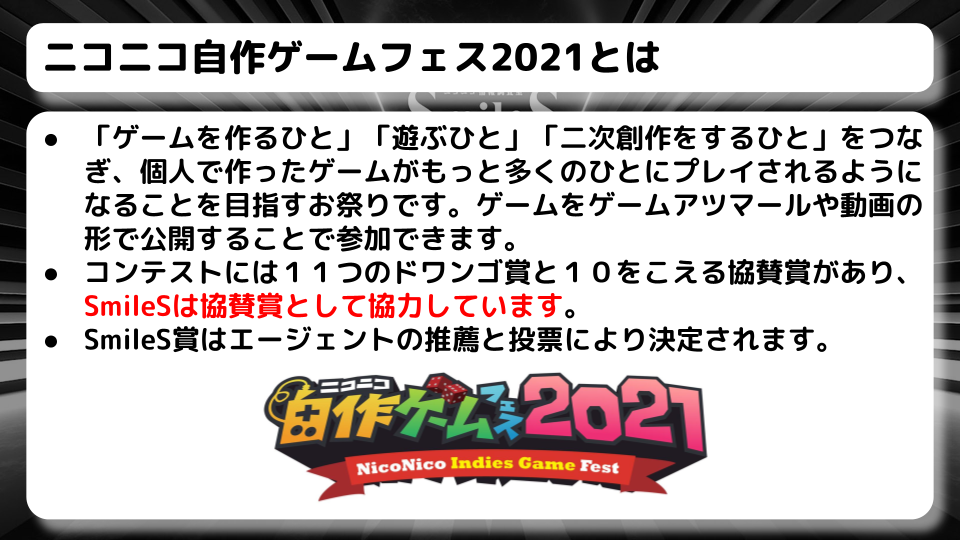 ニコニコ自作ゲームフェス2021とは
SmileS
● 「ゲームを作るひと」「遊ぶひと」「二次創作をするひと」をつな
ぎ、個人で作ったゲームがもっと多くのひとにプレイされるように
なることを目指すお祭りです。ゲームをゲームアツマールや動画の
形で公開することで参加できます。
● コンテストには１１つのドワンゴ賞と１０をこえる協賛賞があり、
SmileSは協賛賞として協力しています。
● SmileS賞はエージェントの推薦と投票により決定されます。
ニコニコ
自作ゲームフェス2021
NicoNico Indies Game Fest